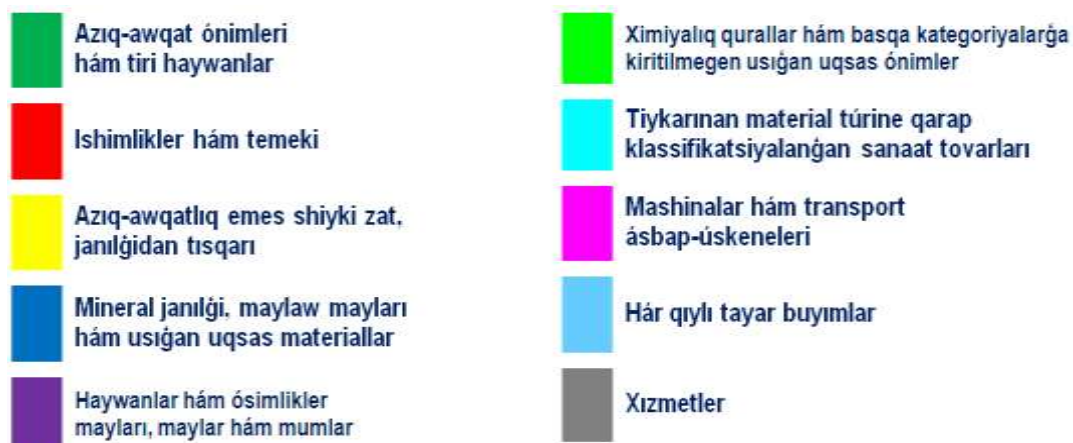 Azıq-awqat ónimleri
hám tiri haywanlar
Ishimlikler hám temeki
Azıq-awqatlıq emes shiyki zat,
janılǵidan tısqarı
Mineral janılǵi, maylaw mayları
hám usıǵan uqsas materiallar
Haywanlar hám ósimlikler
mayları, maylar hám mumlar
Ximiyalıq qurallar hám basqa kategoriyalarǵa
kiritilmegen usıǵan uqsas ónimler
Tiykarınan material túrine qarap
klassifikatsiyalanǵan sanaat tovarları
Mashinalar hám transport
ásbap-úskeneleri
Hár qıylı tayar buyımlar
Xızmetler